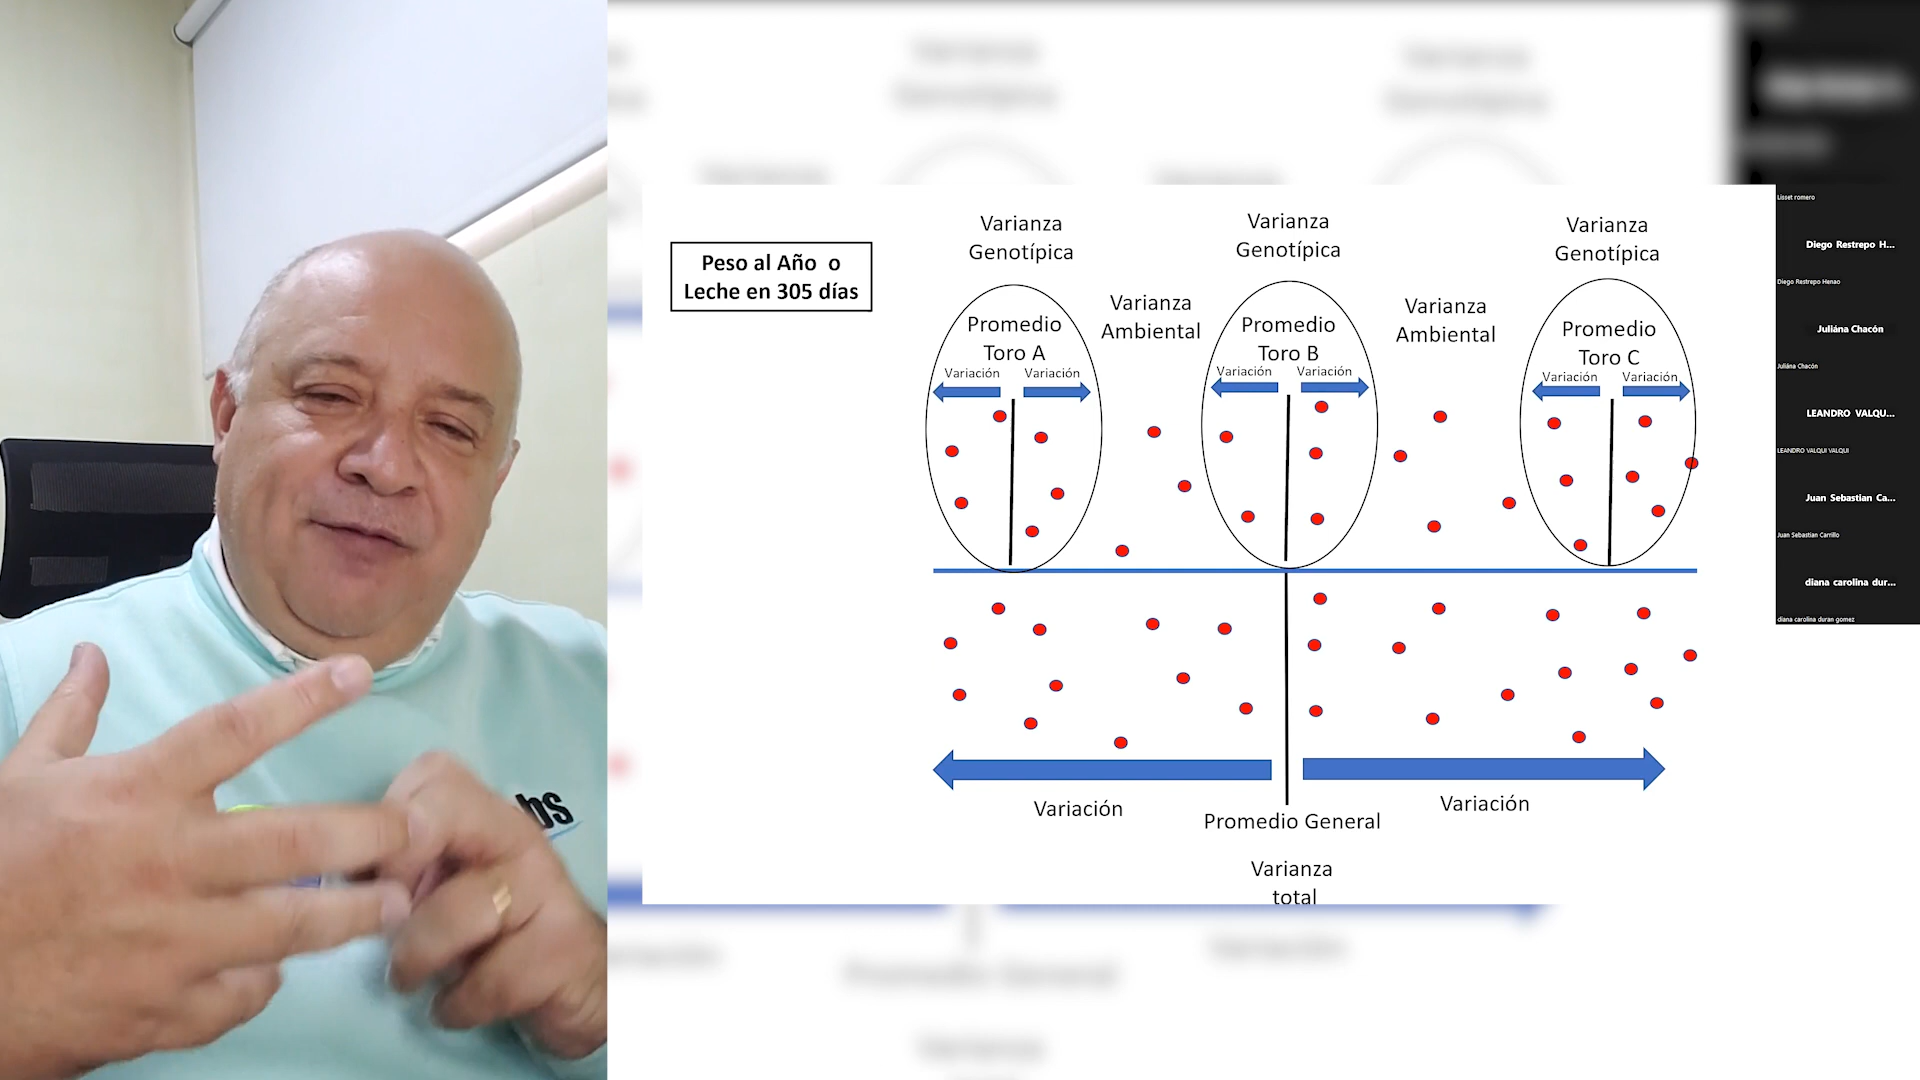 Peso al Año o
Leche en 305 días
Varianza
Genotípica
Varianza
Genotípica
Varianza
Genotípica
Varianza
Ambiental
Varianza
Ambiental
Promedio
Toro A
Promedio
Toro B
Promedio
Toro C
Variación
Variación
Variación
Variación
Variación
Variación
Variación
Variación
Promedio General
Varianza
total
Lisset romero
Diego Restrepo H...
Diego Restrepo Henao
Juliána Chacón
Juliána Chacón
LEANDRO VALQU...
LEANDRO VALQUI VALQUI
Juan Sebastian Ca...
Juan Sebastian Carrillo
diana carolina dur...
diana carolina duran gomez
bs